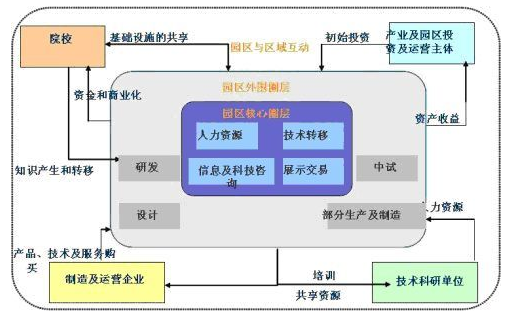 院校
基础设施的共享
园区与区域互动
初始投资
产业及园区投
资及运营主体
园区外围圈层
资金和商业化
园区核心圈层
资产收益
人力资源
技术转移
知识产生和转移
研发
信息及科技咨
询
展示交易
中试
设计
部分生产及制造
人力资源
产品、技术及服务购
买
制造及运营企业
培训
共享资源
技术科研单位